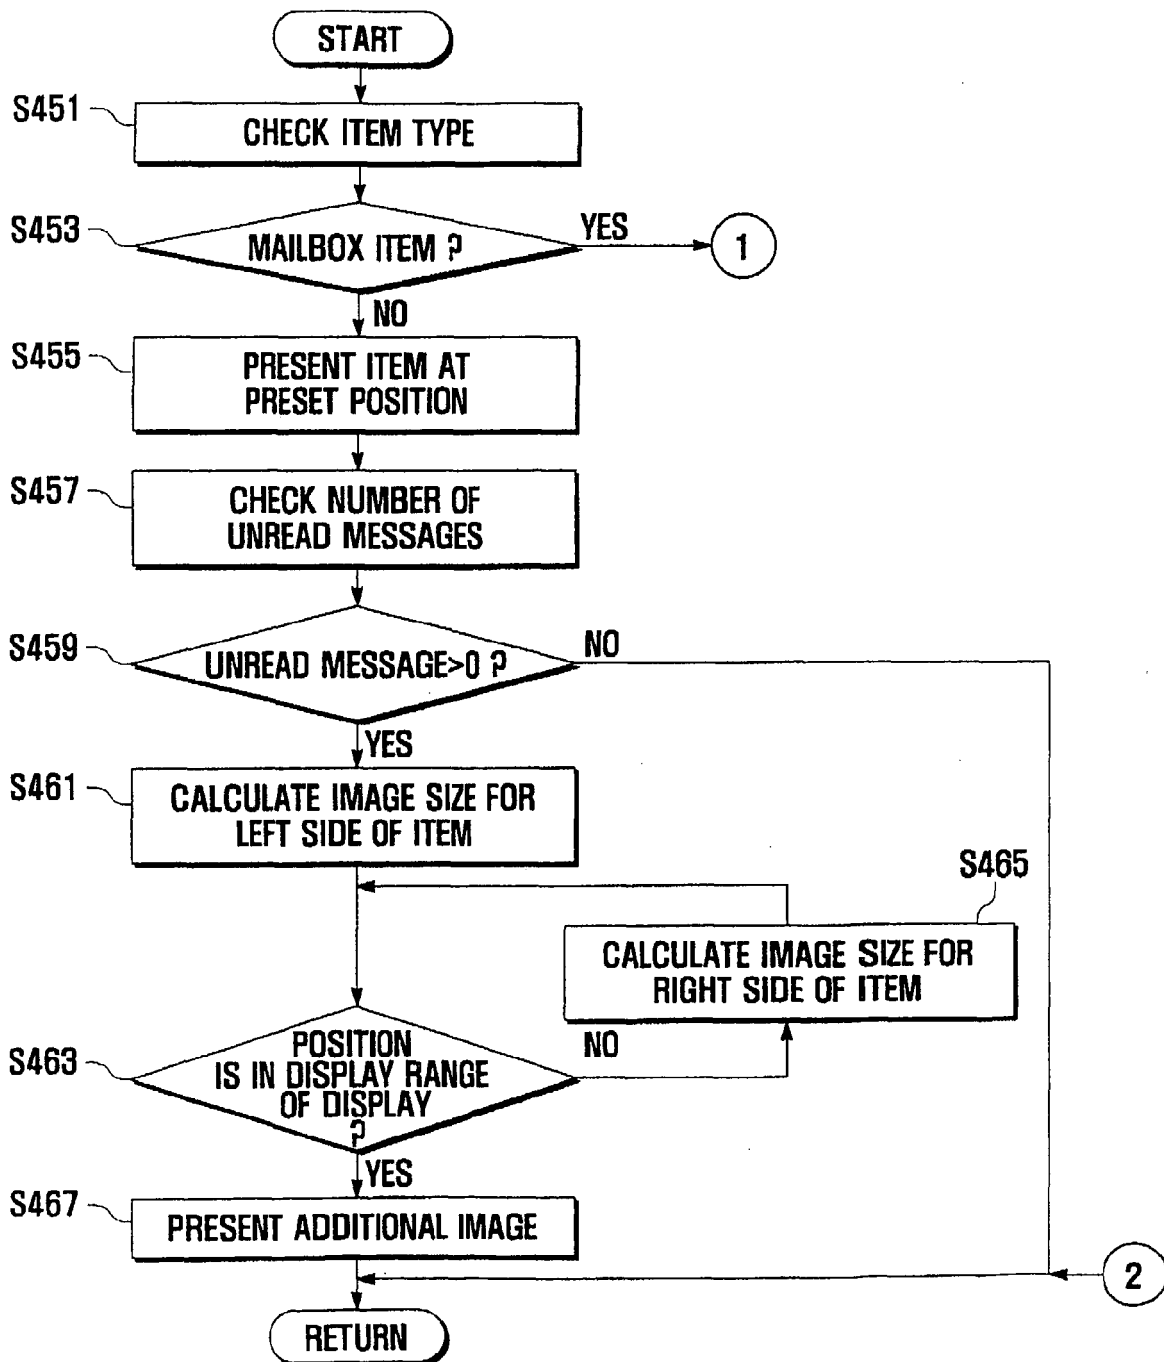 START
S451
CHECK ITEM TYPE
S453
MAILBOX ITEM ?
YES
1
NO
S455
PRESENT ITEM AT
PRESET POSITION
S457
CHECK NUMBER OF
UNREAD MESSAGES
S459
UNREAD MESSAGE>0 ?
NO
YES
S461
CALCULATE IMAGE SIZE FOR
LEFT SIDE OF ITEM
S465
CALCULATE IMAGE SIZE FOR
RIGHT SIDE OF ITEM
S463
POSITION
IS IN DISPLAY RANGE
OF DISPLAY
?
NO
YES
S467
PRESENT ADDITIONAL IMAGE
2
RETURN